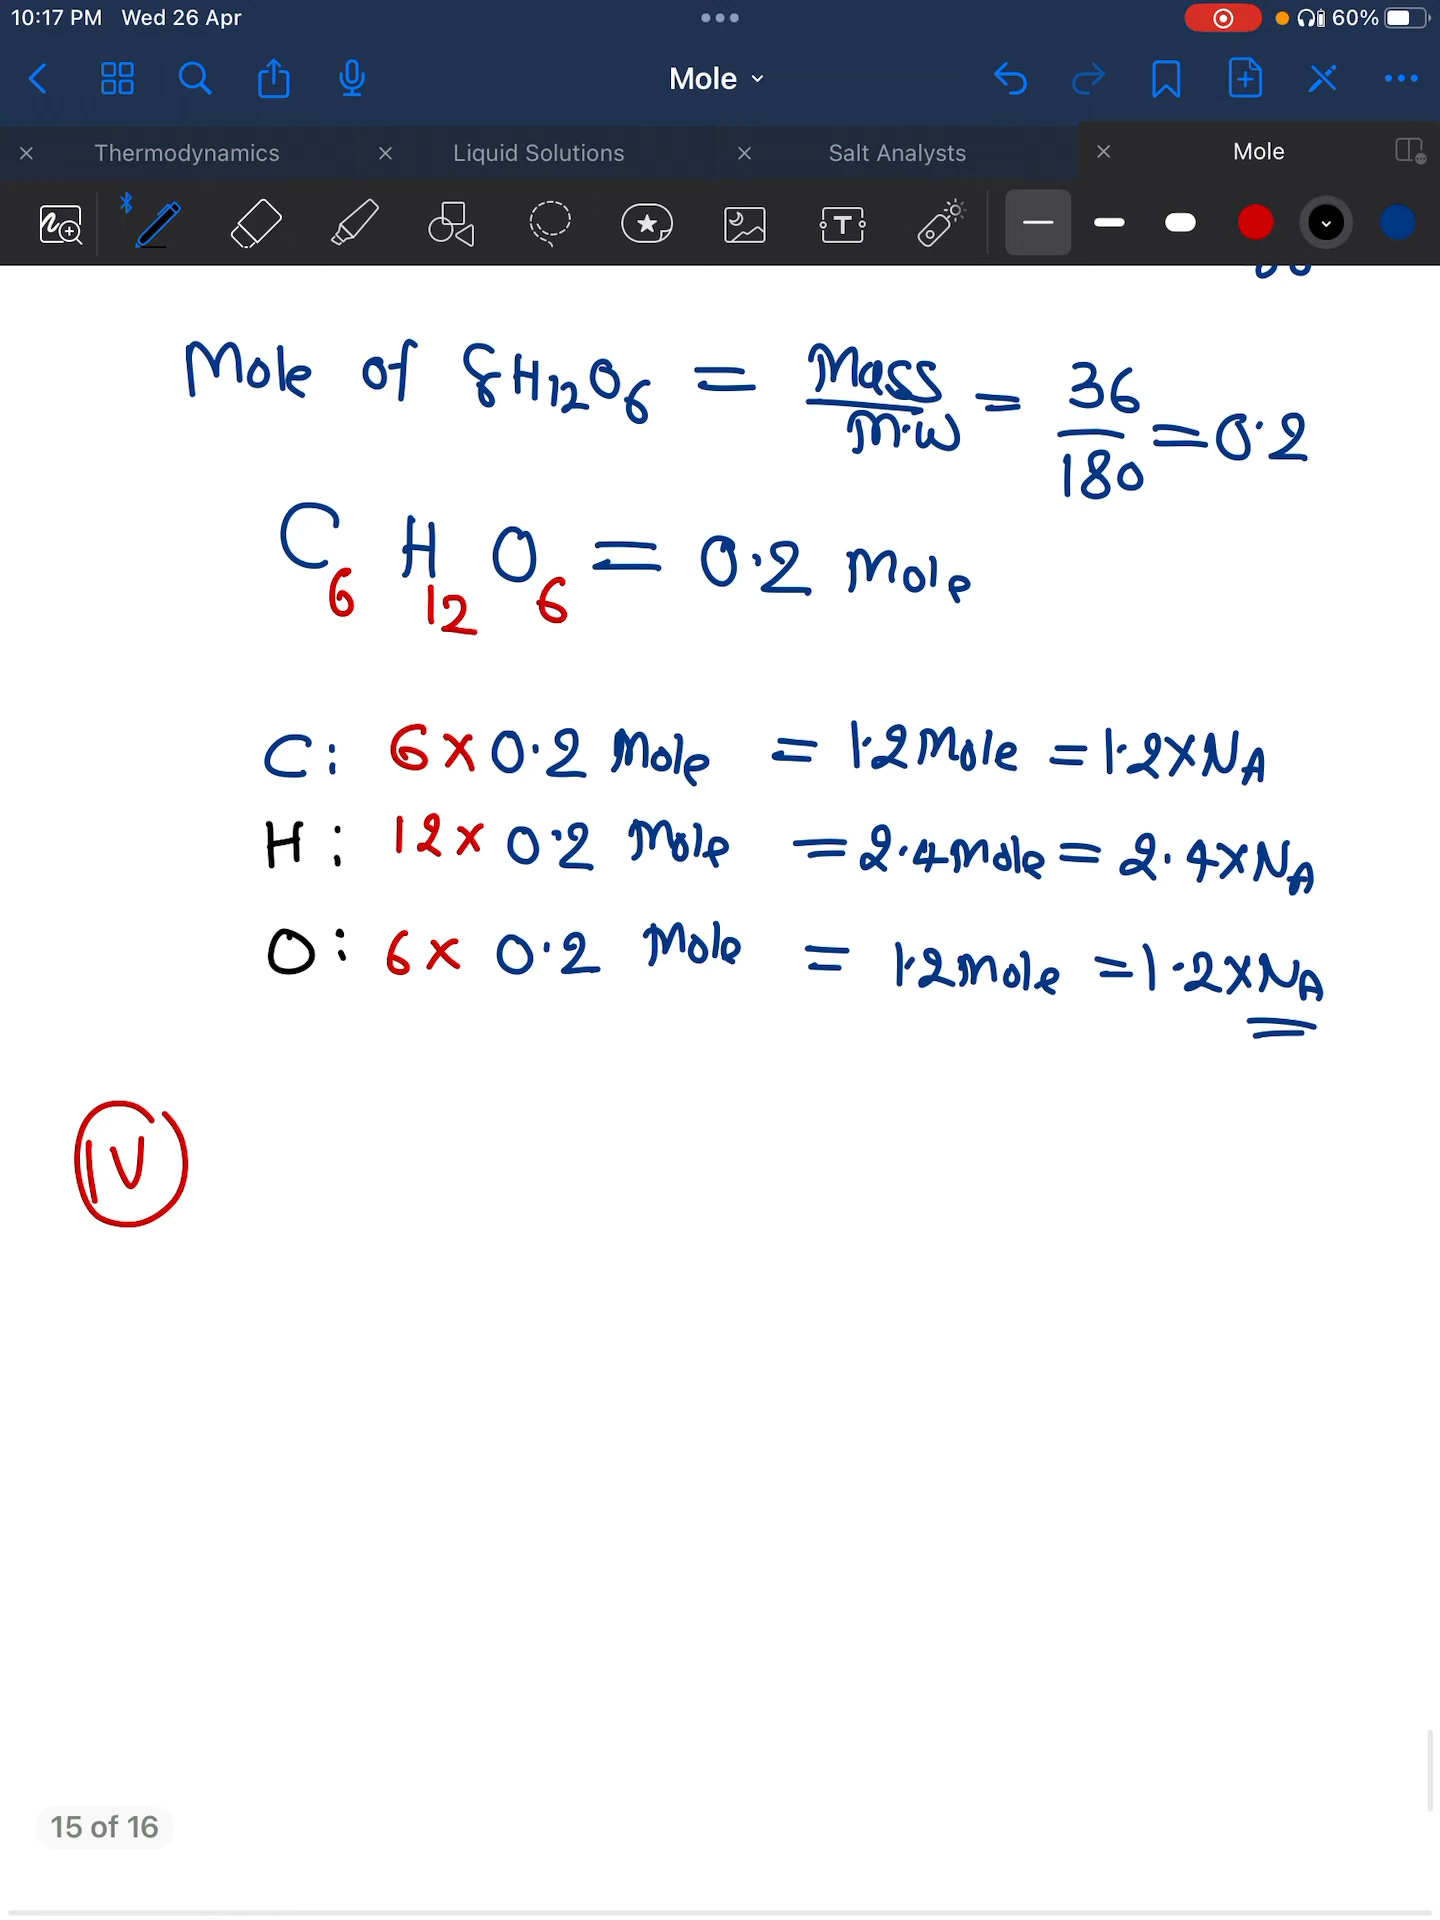 10:17 PM Wed 26 Apr 60%
Mole
Thermodynamics Liquid Solutions Salt Analysts Mole
T
Mole of C6H12O6 = Mass/M.W = 36/180 = 0.2
C6 H12 O6 = 0.2 Mole
C: 6 x 0.2 Mole = 1.2 Mole = 1.2 x NA
H: 12 x 0.2 Mole = 2.4 Mole = 2.4 x NA
O: 6 x 0.2 Mole = 1.2 Mole = 1.2 x NA
IV
15 of 16